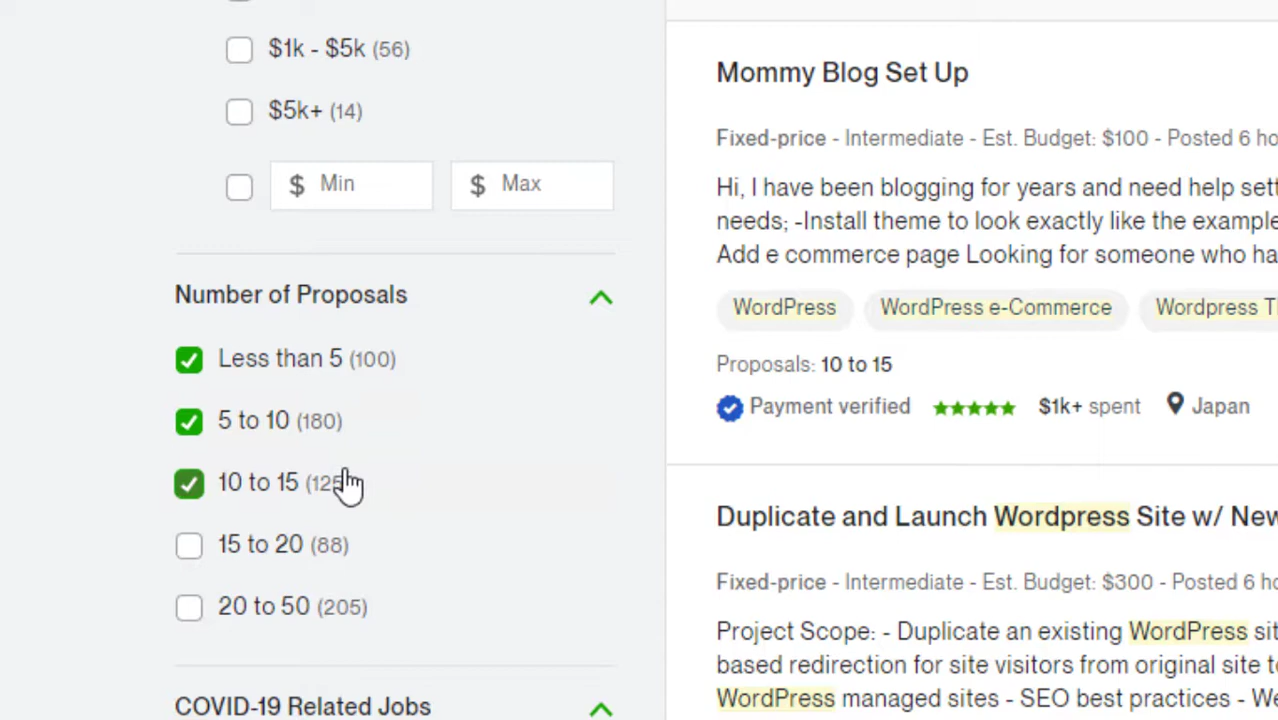 $1k - $5k (56)
$5k+ (14)
$ Min $ Max
Number of Proposals
Less than 5 (100)
5 to 10 (180)
10 to 15
15 to 20 (88)
20 to 50 (205)
COVID-19 Related Jobs
Mommy Blog Set Up
Fixed-price - Intermediate - Est. Budget: $100 - Posted 6
Hi, I have been blogging for years and need help
needs; -Install theme to look exactly like the example
Add e commerce page Looking for someone who
WordPress WordPress e-Commerce Wordpress
Proposals: 10 to 15
Payment verified $1k+ spent Japan
Duplicate and Launch Wordpress Site w/ New
Fixed-price - Intermediate - Est. Budget: $300 - Posted 6
Project Scope: - Duplicate an existing WordPress
based redirection for site visitors from original site
WordPress managed sites - SEO best practices -